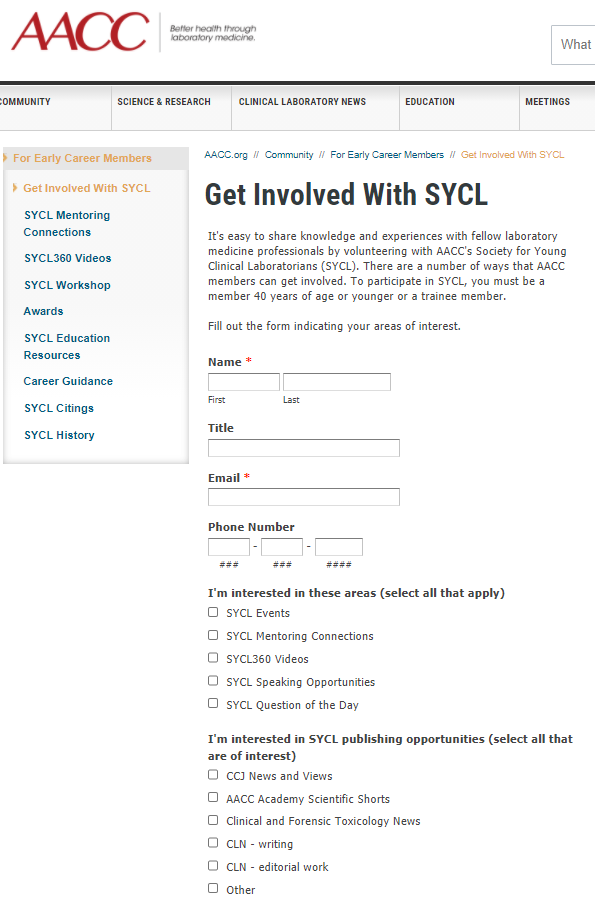 AACC
Better health through
laboratory medicine.
What
COMMUNITY
SCIENCE & RESEARCH
CLINICAL LABORATORY NEWS
EDUCATION
MEETINGS
For Early Career Members
Get Involved With SYCL
SYCL Mentoring
Connections
SYCL360 Videos
SYCL Workshop
Awards
SYCL Education
Resources
Career Guidance
SYCL Citings
SYCL History
AACC.org // Community // For Early Career Members // Get Involved With SYCL
Get Involved With SYCL
It's easy to share knowledge and experiences with fellow laboratory
medicine professionals by volunteering with AACC's Society for Young
Clinical Laboratorians (SYCL). There are a number of ways that AACC
members can get involved. To participate in SYCL, you must be a
member 40 years of age or younger or a trainee member.
Fill out the form indicating your areas of interest.
Name *
First Last
Title
Email *
Phone Number
- -
### ### ####
I'm interested in these areas (select all that apply)
SYCL Events
SYCL Mentoring Connections
SYCL360 Videos
SYCL Speaking Opportunities
SYCL Question of the Day
I'm interested in SYCL publishing opportunities (select all that
are of interest)
CCJ News and Views
AACC Academy Scientific Shorts
Clinical and Forensic Toxicology News
CLN - writing
CLN - editorial work
Other